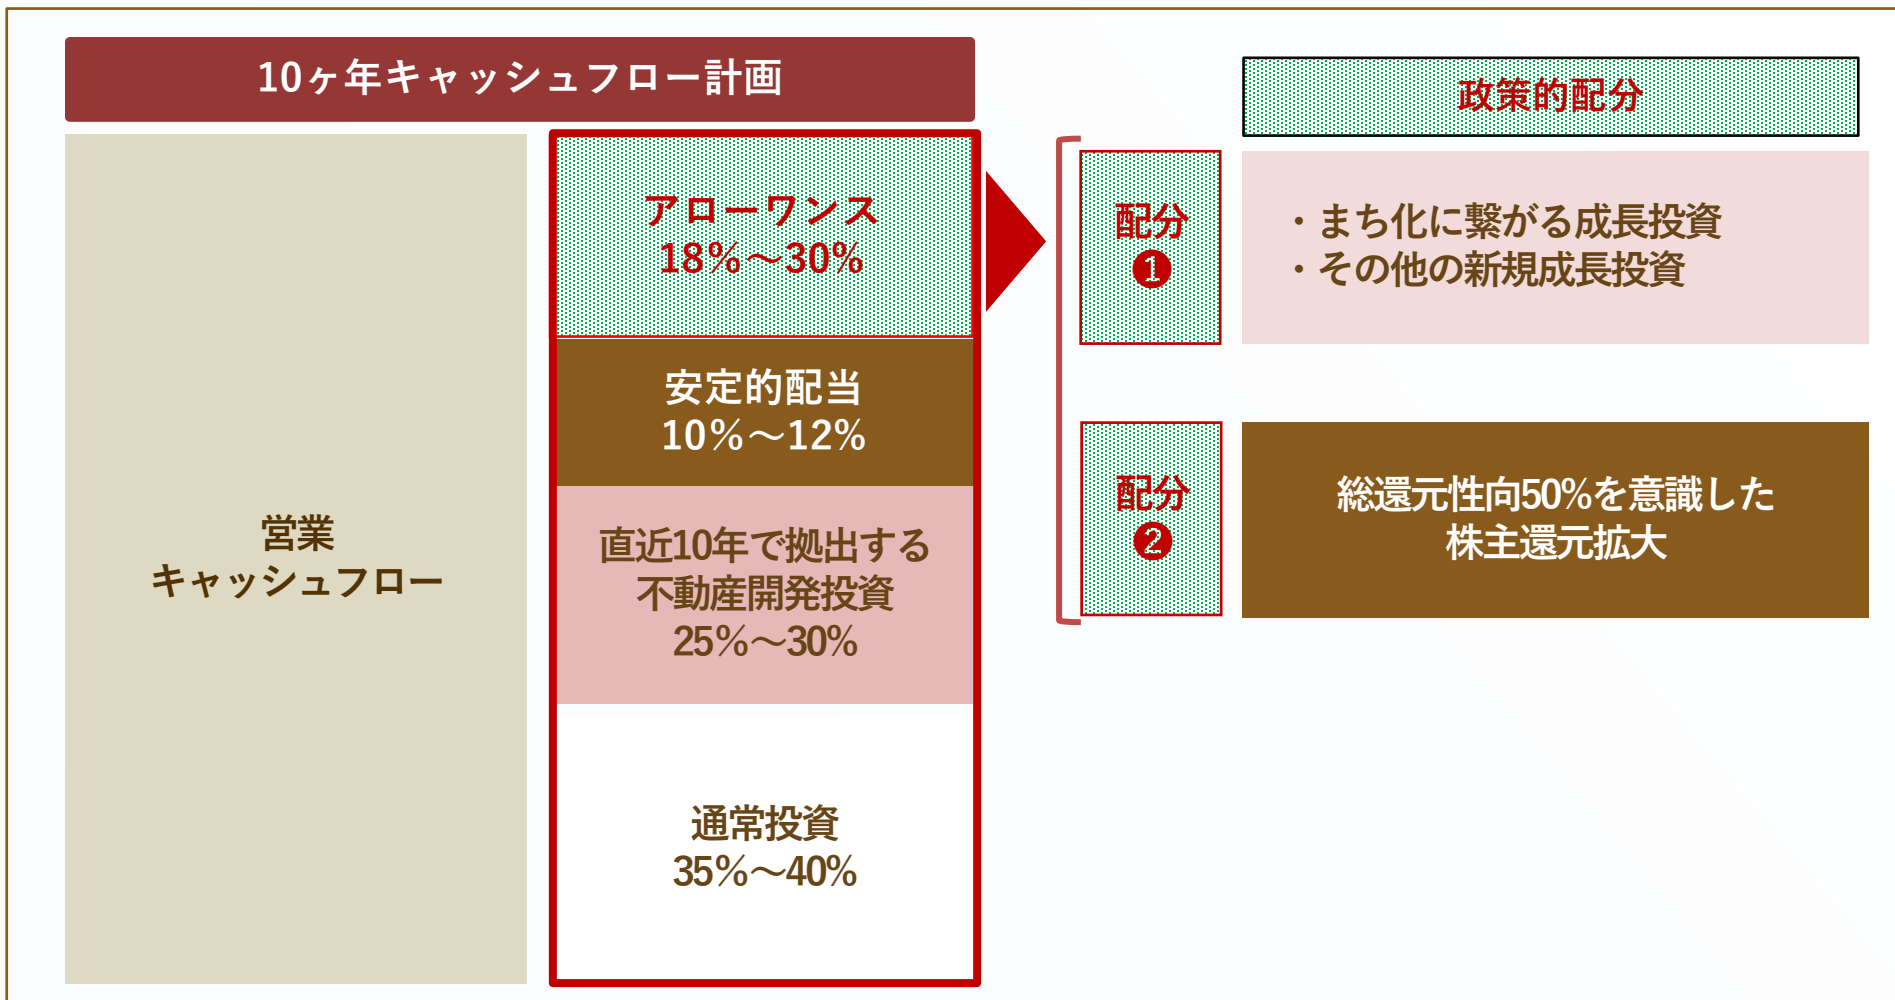 10ヶ年キャッシュフロー計画
営業
キャッシュフロー
アローワンス
18%～30%
安定的配当
10%～12%
直近10年で拠出する
不動産開発投資
25%～30%
通常投資
35%～40%
政策的配分
配分
❶
・まち化に繋がる成長投資
・その他の新規成長投資
配分
❷
総還元性向50%を意識した
株主還元拡大